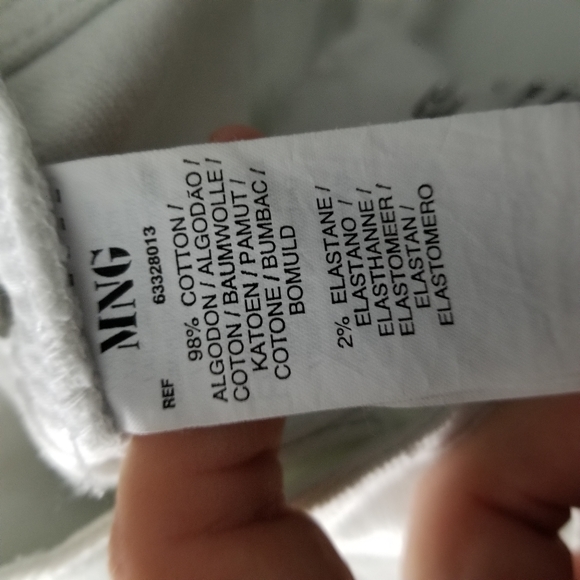 MNG
REF 63328013
98% COTTON /
ALGODON / ALGODÃO /
COTON / BAUMWOLLE /
KATOEN / PAMUT /
COTONE / BUMBAC /
BOMULD
2% ELASTANE /
ELASTANO /
ELASTHANNE /
ELASTOMEER /
ELASTAN /
ELASTOMERO